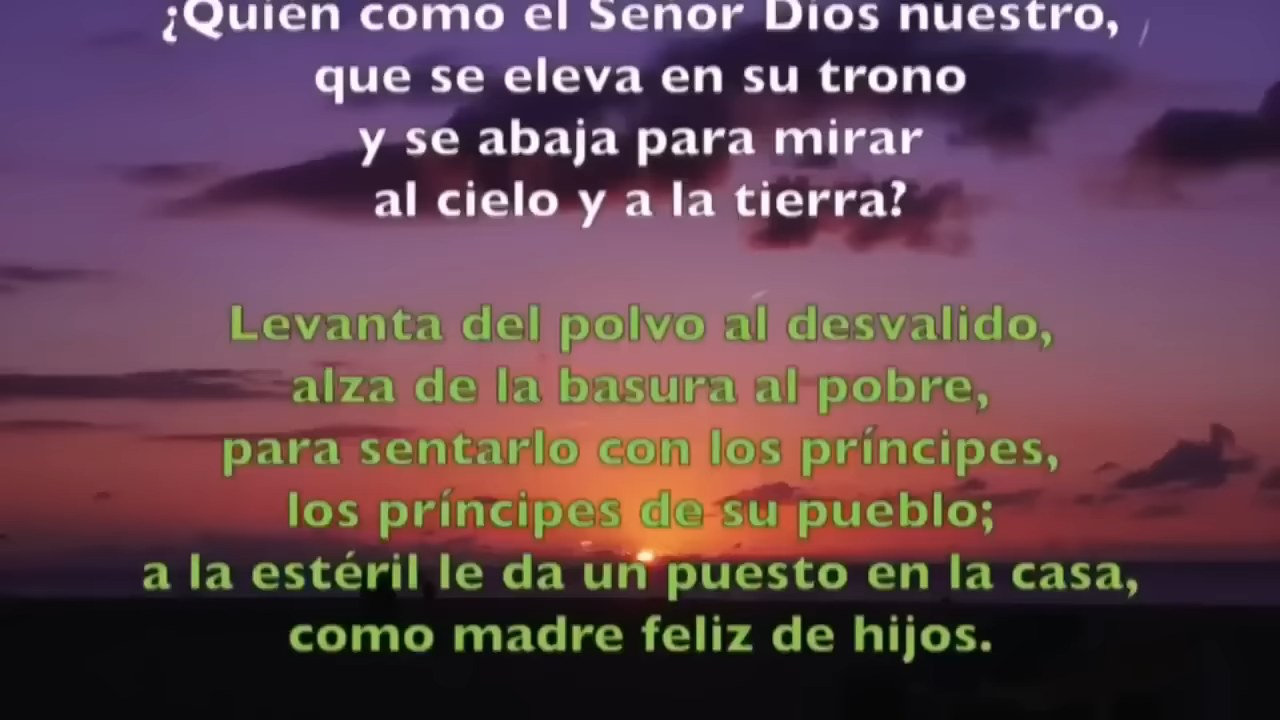 ¿Quién como el Señor Dios nuestro,
que se eleva en su trono
y se abaja para mirar
al cielo y a la tierra?
Levanta del polvo al desvalido,
alza de la basura al pobre,
para sentarlo con los príncipes,
los príncipes de su pueblo;
a la estéril le da un puesto en la casa,
como madre feliz de hijos.